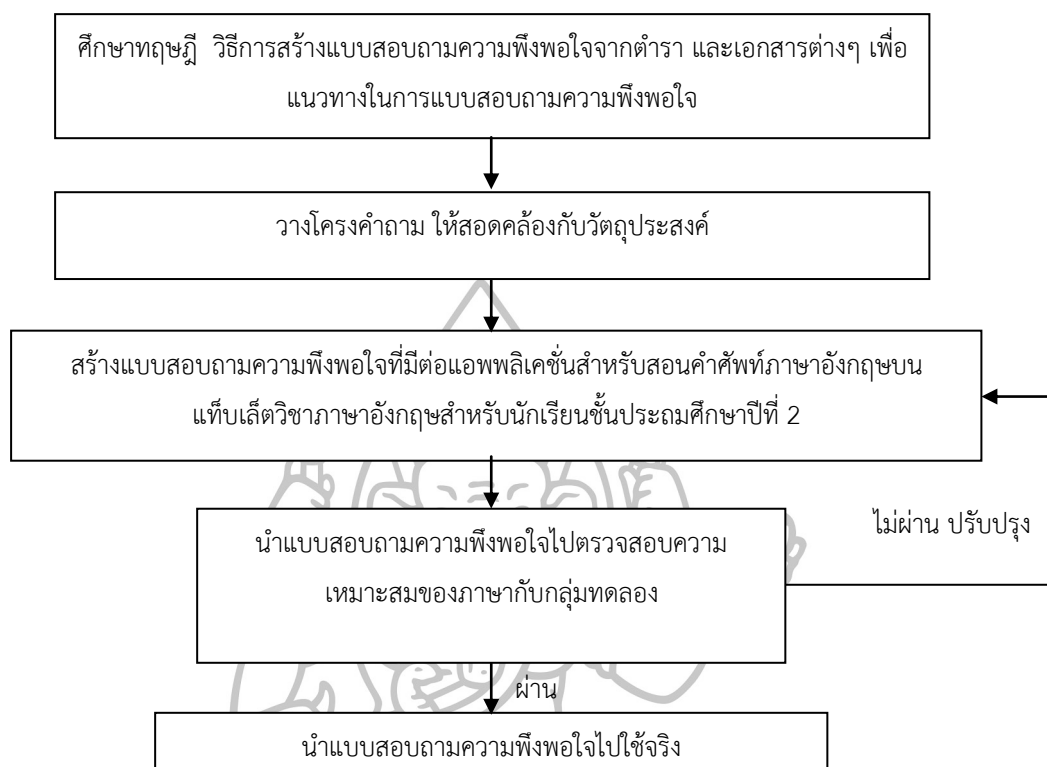 ศึกษาทฤษฎี วิธีการสร้างแบบสอบถามความพึงพอใจจากตำรา และเอกสารต่างๆ เพื่อ
แนวทางในการแบบสอบถามความพึงพอใจ
วางโครงคำถาม ให้สอดคล้องกับวัตถุประสงค์
สร้างแบบสอบถามความพึงพอใจที่มีต่อแอพพลิเคชั่นสำหรับสอนคำศัพท์ภาษาอังกฤษบน
แท็บเล็ตวิชาภาษาอังกฤษสำหรับนักเรียนชั้นประถมศึกษาปีที่ 2
นำแบบสอบถามความพึงพอใจไปตรวจสอบความ
เหมาะสมของภาษากับกลุ่มทดลอง
ไม่ผ่าน ปรับปรุง
ผ่าน
นำแบบสอบถามความพึงพอใจไปใช้จริง